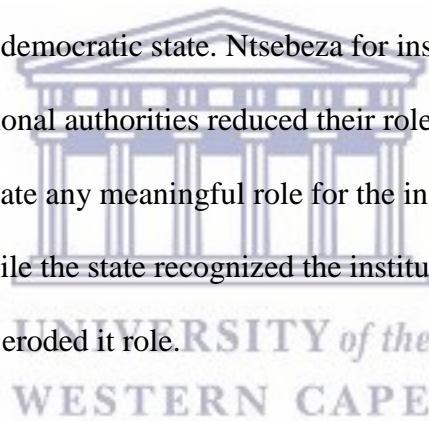 democratic state. Ntsebeza for ins
onal authorities reduced their role
ate any meaningful role for the in
ile the state recognized the institu
eroded it role.
UNIVERSITY of the
WESTERN CAPE